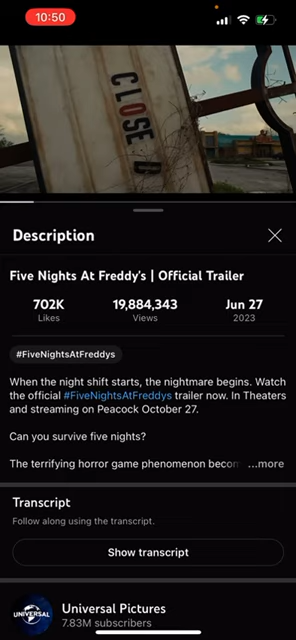 10:50
CLOSE D
Description
Five Nights At Freddy's | Official Trailer
702K 19,884,343 Jun 27
Likes Views 2023
#FiveNightsAtFreddys
When the night shift starts, the nightmare begins. Watch
the official #FiveNightsAtFreddys trailer now. In Theaters
and streaming on Peacock October 27.
Can you survive five nights?
The terrifying horror game phenomenon becom ...more
Transcript
Follow along using the transcript.
Show transcript
UNIVERSAL
Universal Pictures
7.83M subscribers